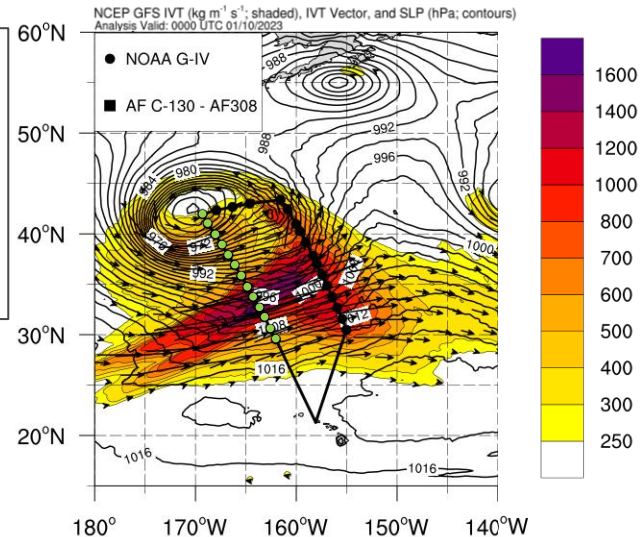 NCEP GFS IVT (kg m⁻¹ s⁻¹; shaded), IVT Vector, and SLP (hPa; contours)
Analysis Valid: 0000 UTC 01/10/2023
60°N
50°N
40°N
30°N
20°N
● NOAA G-IV
■ AF C-130 - AF308
988
988
992
996
992
984
980
972
992
1000
1008
1012
1016
1016
1016
180°
170°W
160°W
150°W
140°W
1600
1400
1200
1000
800
700
600
500
400
300
250